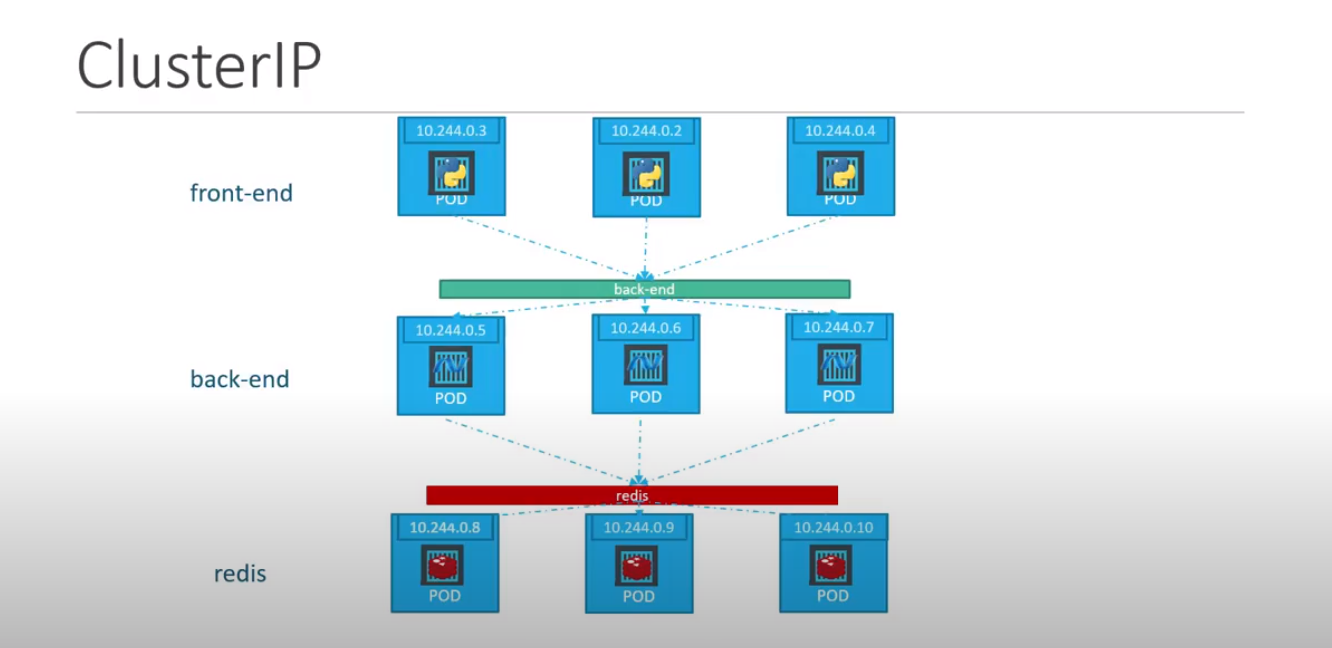 ClusterIP
front-end
10.244.0.3
POD
10.244.0.2
POD
10.244.0.4
POD
back-end
back-end
10.244.0.5
POD
10.244.0.6
POD
10.244.0.7
POD
redis
redis
10.244.0.8
POD
10.244.0.9
POD
10.244.0.10
POD